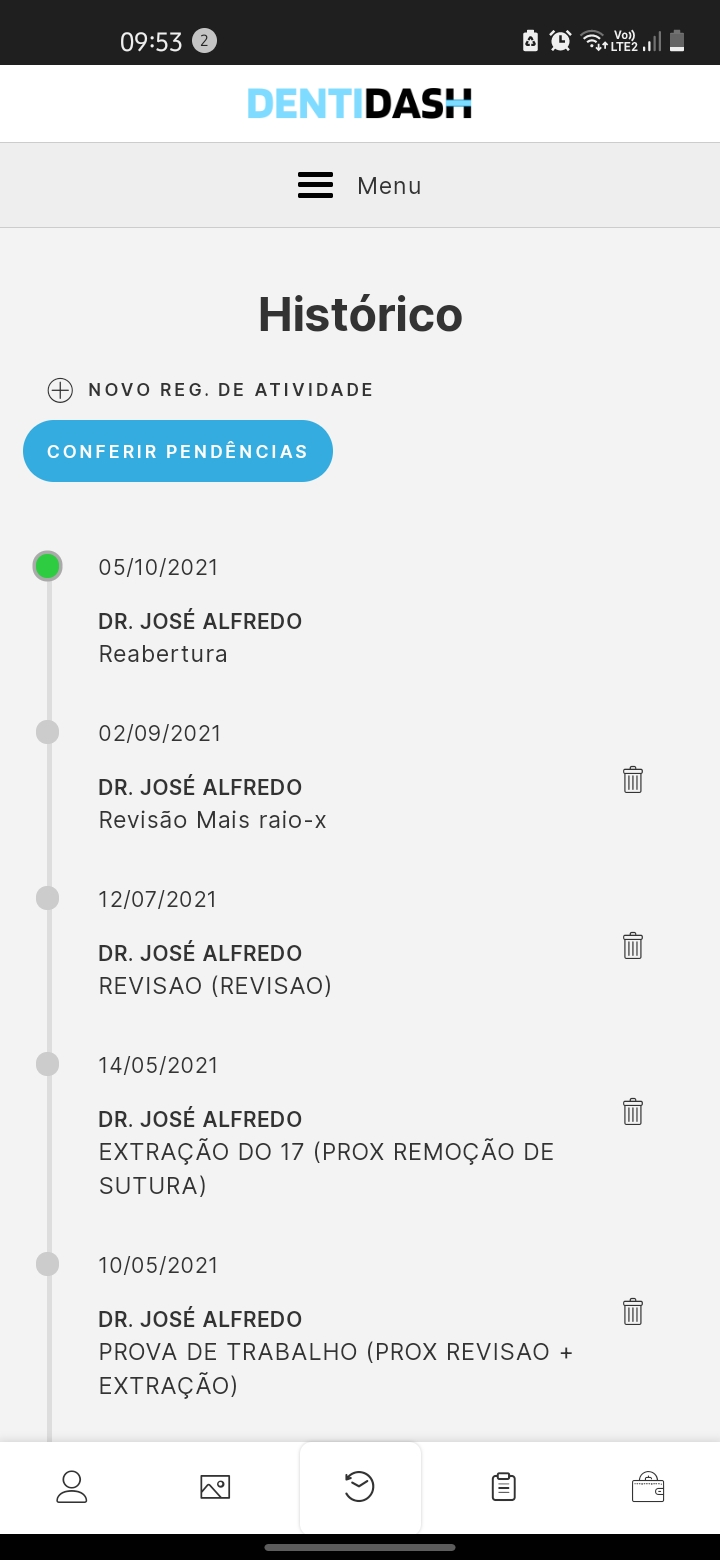 09:53 2 Vo)) LTE2
DENTIDASH
Menu
Histórico
NOVO REG. DE ATIVIDADE
CONFERIR PENDÊNCIAS
05/10/2021
DR. JOSÉ ALFREDO
Reabertura
02/09/2021
DR. JOSÉ ALFREDO
Revisão Mais raio-x
12/07/2021
DR. JOSÉ ALFREDO
REVISAO (REVISAO)
14/05/2021
DR. JOSÉ ALFREDO
EXTRAÇÃO DO 17 (PROX REMOÇÃO DE
SUTURA)
10/05/2021
DR. JOSÉ ALFREDO
PROVA DE TRABALHO (PROX REVISAO +
EXTRAÇÃO)